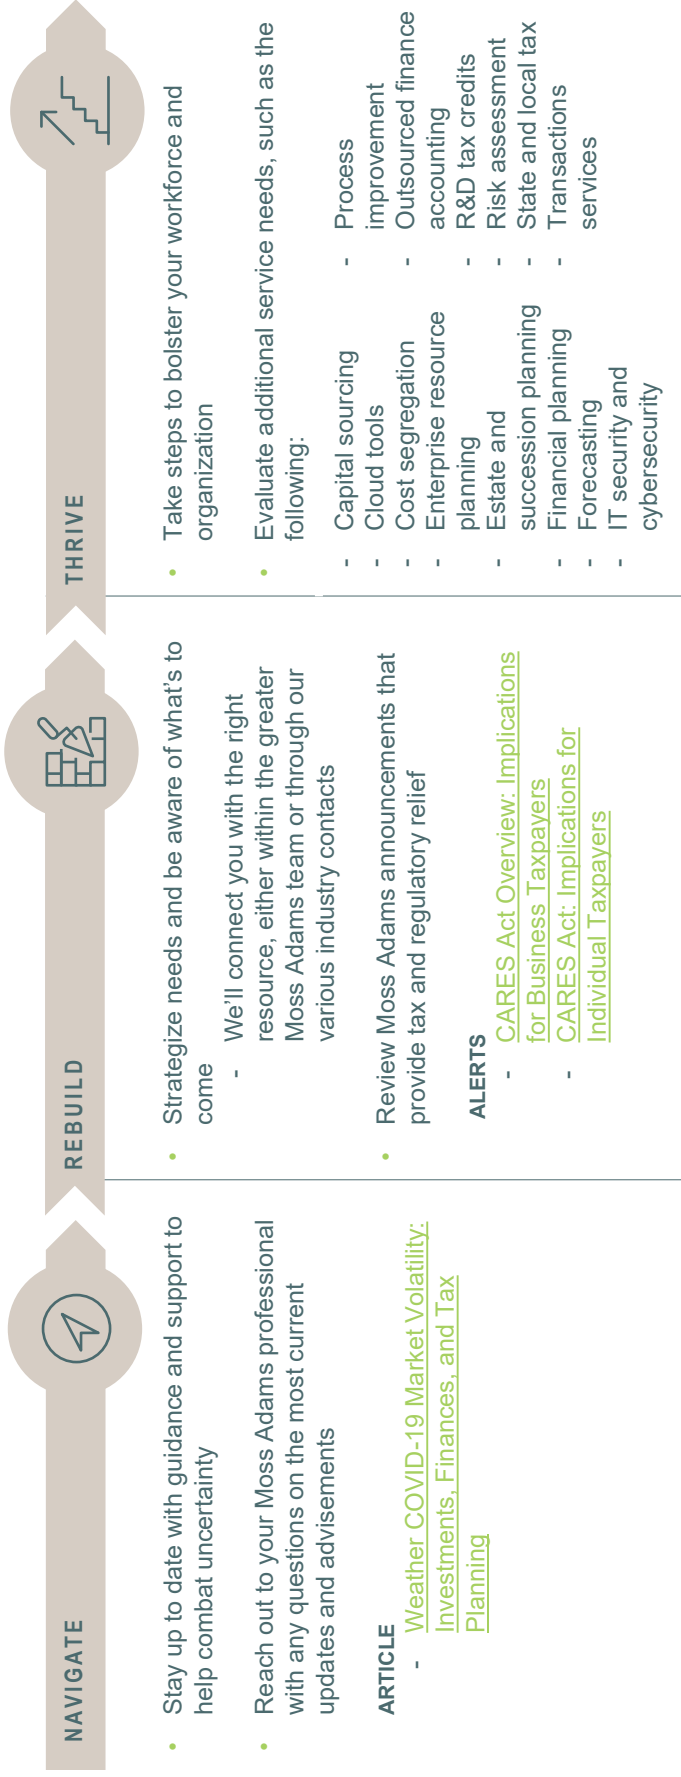 NAVIGATE
• Stay up to date with guidance and support to
help combat uncertainty
• Reach out to your Moss Adams professional
with any questions on the most current
updates and advisements
ARTICLE
- Weather COVID-19 Market Volatility:
Investments, Finances, and Tax
Planning
REBUILD
• Strategize needs and be aware of what's to
come
- We'll connect you with the right
resource, either within the greater
Moss Adams team or through our
various industry contacts
• Review Moss Adams announcements that
provide tax and regulatory relief
ALERTS
- CARES Act Overview: Implications
for Business Taxpayers
- CARES Act: Implications for
Individual Taxpayers
THRIVE
• Take steps to bolster your workforce and
organization
• Evaluate additional service needs, such as the
following:
- Capital sourcing
- Cloud tools
- Cost segregation
- Enterprise resource
planning
- Estate and
succession planning
- Financial planning
- Forecasting
- IT security and
cybersecurity
- Process
improvement
- Outsourced finance
accounting
- R&D tax credits
- Risk assessment
- State and local tax
- Transactions
services